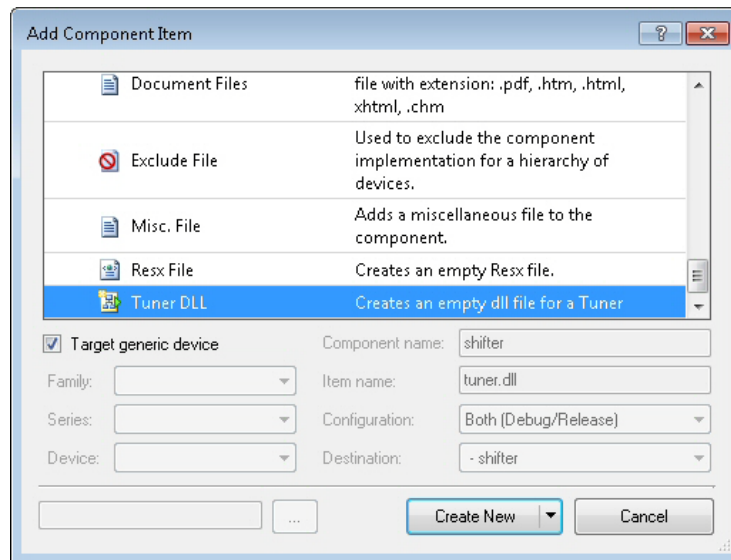 Add Component Item
?
Document Files
file with extension: .pdf, .htm, .html,
xhtml, .chm
Exclude File
Used to exclude the component
implementation for a hierarchy of
devices.
Misc. File
Adds a miscellaneous file to the
component.
Resx File
Creates an empty Resx file.
Tuner DLL
Creates an empty dll file for a Tuner
Target generic device
Component name:
shifter
Family:
Item name:
tuner.dll
Series:
Configuration:
Both (Debug/Release)
Device:
Destination:
- shifter
...
Create New
Cancel